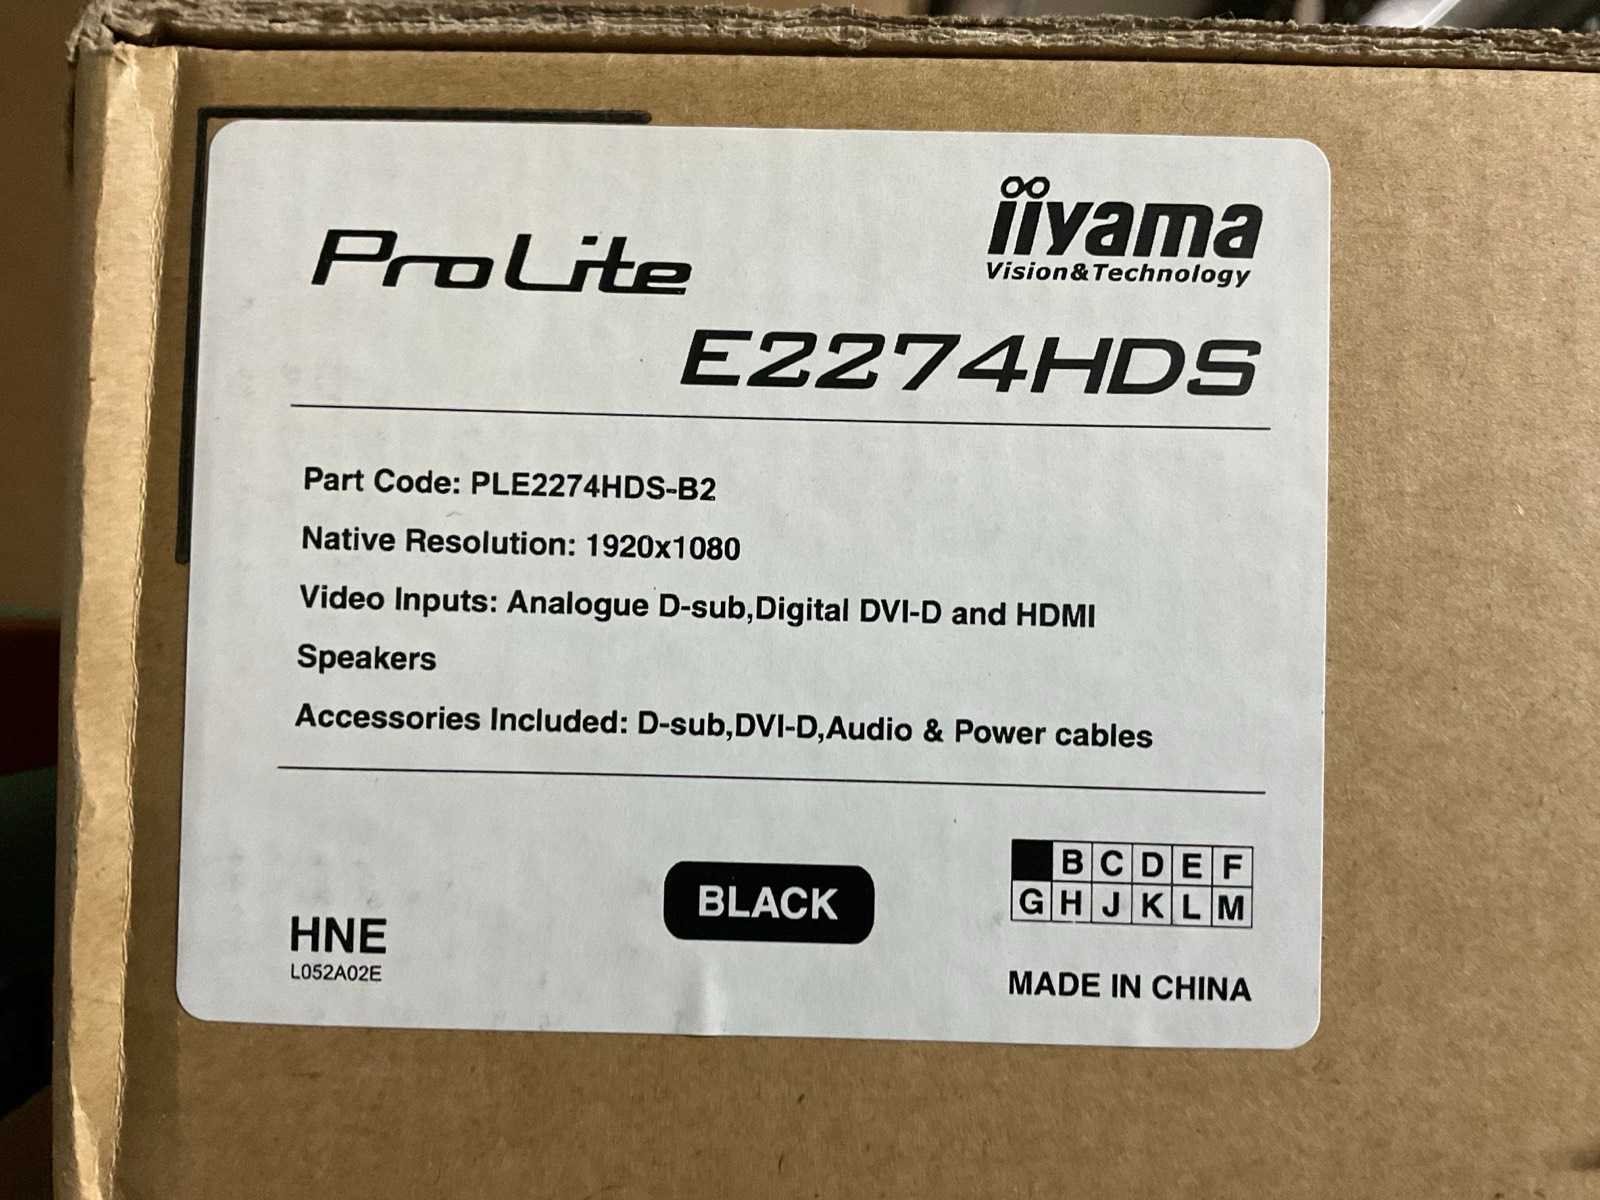 ProLite
iiyama
Vision&Technology
E2274HDS
Part Code: PLE2274HDS-B2
Native Resolution: 1920x1080
Video Inputs: Analogue D-sub,Digital DVI-D and HDMI
Speakers
Accessories Included: D-sub,DVI-D,Audio & Power cables
HNE
L052A02E
BLACK
B C D E F
G H J K L M
MADE IN CHINA